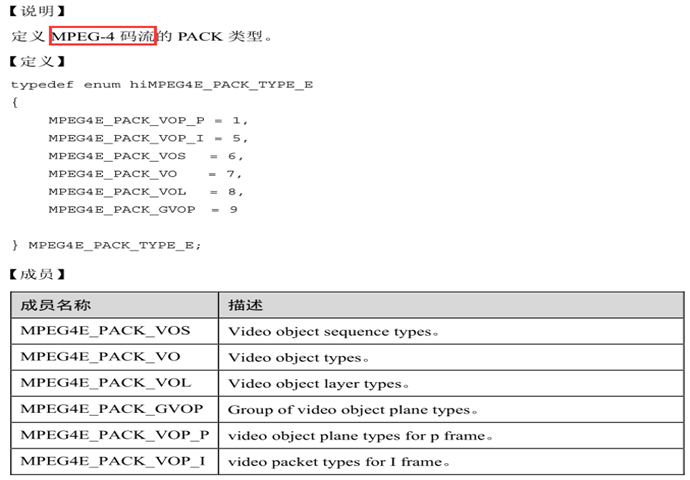 【说明】
定义 MPEG-4 码流的 PACK 类型。
【定义】
typedef enum hiMPEG4E_PACK_TYPE_E
{
MPEG4E_PACK_VOP_P = 1,
MPEG4E_PACK_VOP_I = 5,
MPEG4E_PACK_VOS = 6,
MPEG4E_PACK_VO = 7,
MPEG4E_PACK_VOL = 8,
MPEG4E_PACK_GVOP = 9
} MPEG4E_PACK_TYPE_E;
【成员】
成员名称 描述
MPEG4E_PACK_VOS Video object sequence types。
MPEG4E_PACK_VO Video object types。
MPEG4E_PACK_VOL Video object layer types。
MPEG4E_PACK_GVOP Group of video object plane types。
MPEG4E_PACK_VOP_P video object plane types for p frame。
MPEG4E_PACK_VOP_I video packet types for I frame。